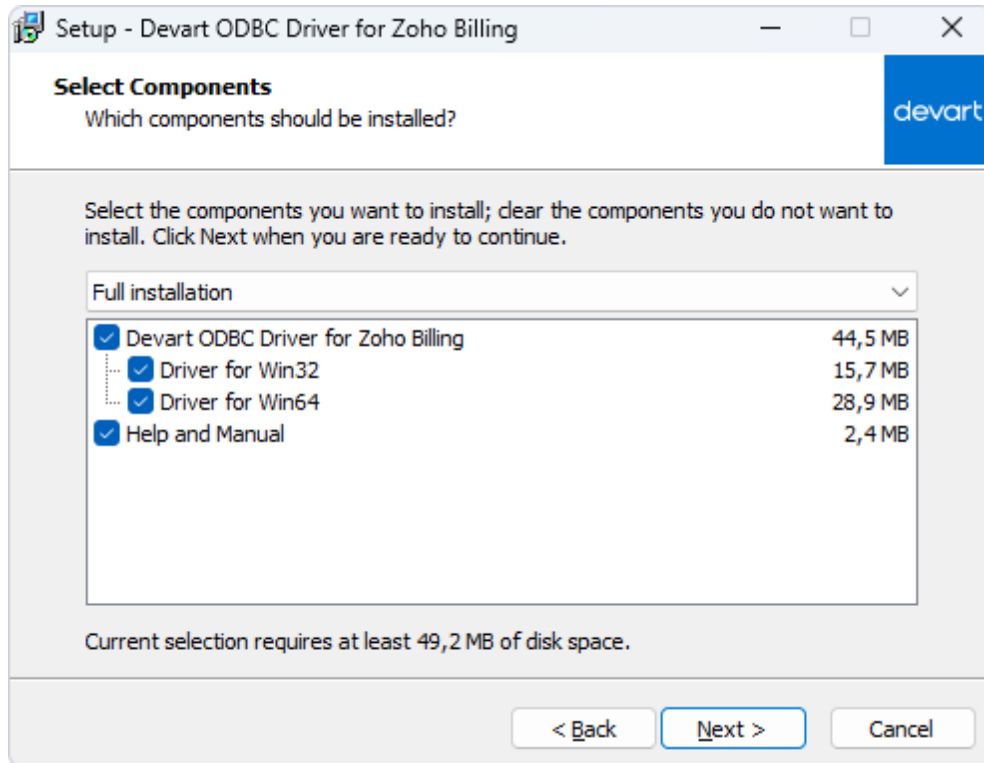 Setup - Devart ODBC Driver for Zoho Billing
Select Components
Which components should be installed?
devart
Select the components you want to install; clear the components you do not want to
install. Click Next when you are ready to continue.
Full installation
Devart ODBC Driver for Zoho Billing 44,5 MB
Driver for Win32 15,7 MB
Driver for Win64 28,9 MB
Help and Manual 2,4 MB
Current selection requires at least 49,2 MB of disk space.
< Back Next > Cancel